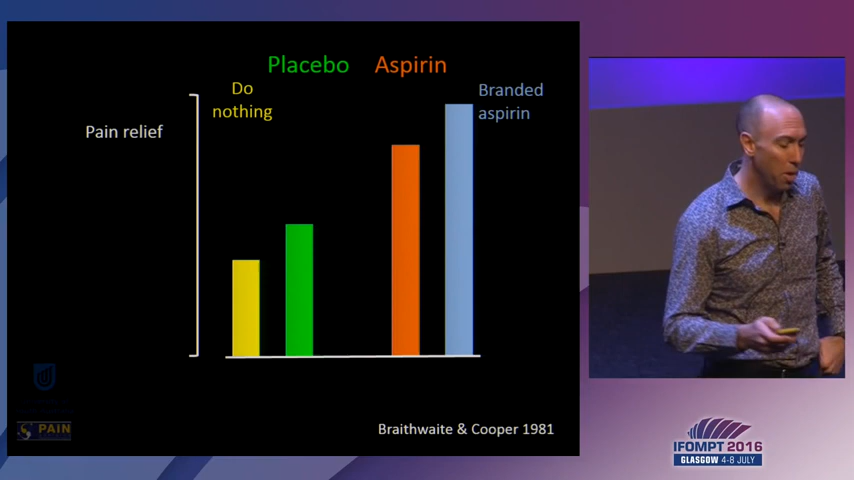 Placebo Aspirin
Do
nothing
Branded
aspirin
Pain relief
Braithwaite & Cooper 1981
PAIN
IFOMPT 2016
GLASGOW 4-8 JULY